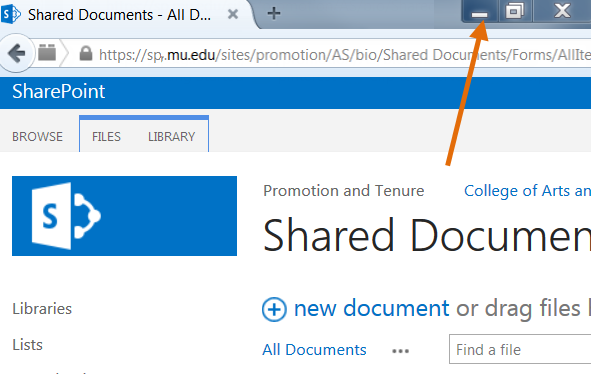 Shared Documents - All D...
https://sp,.mu.edu/sites/promotion/AS/bio/Shared Documents/Forms/AllIte
SharePoint
BROWSE FILES LIBRARY
S
Promotion and Tenure College of Arts an
Shared Documen
new document or drag files
Libraries
Lists
All Documents ...
Find a file